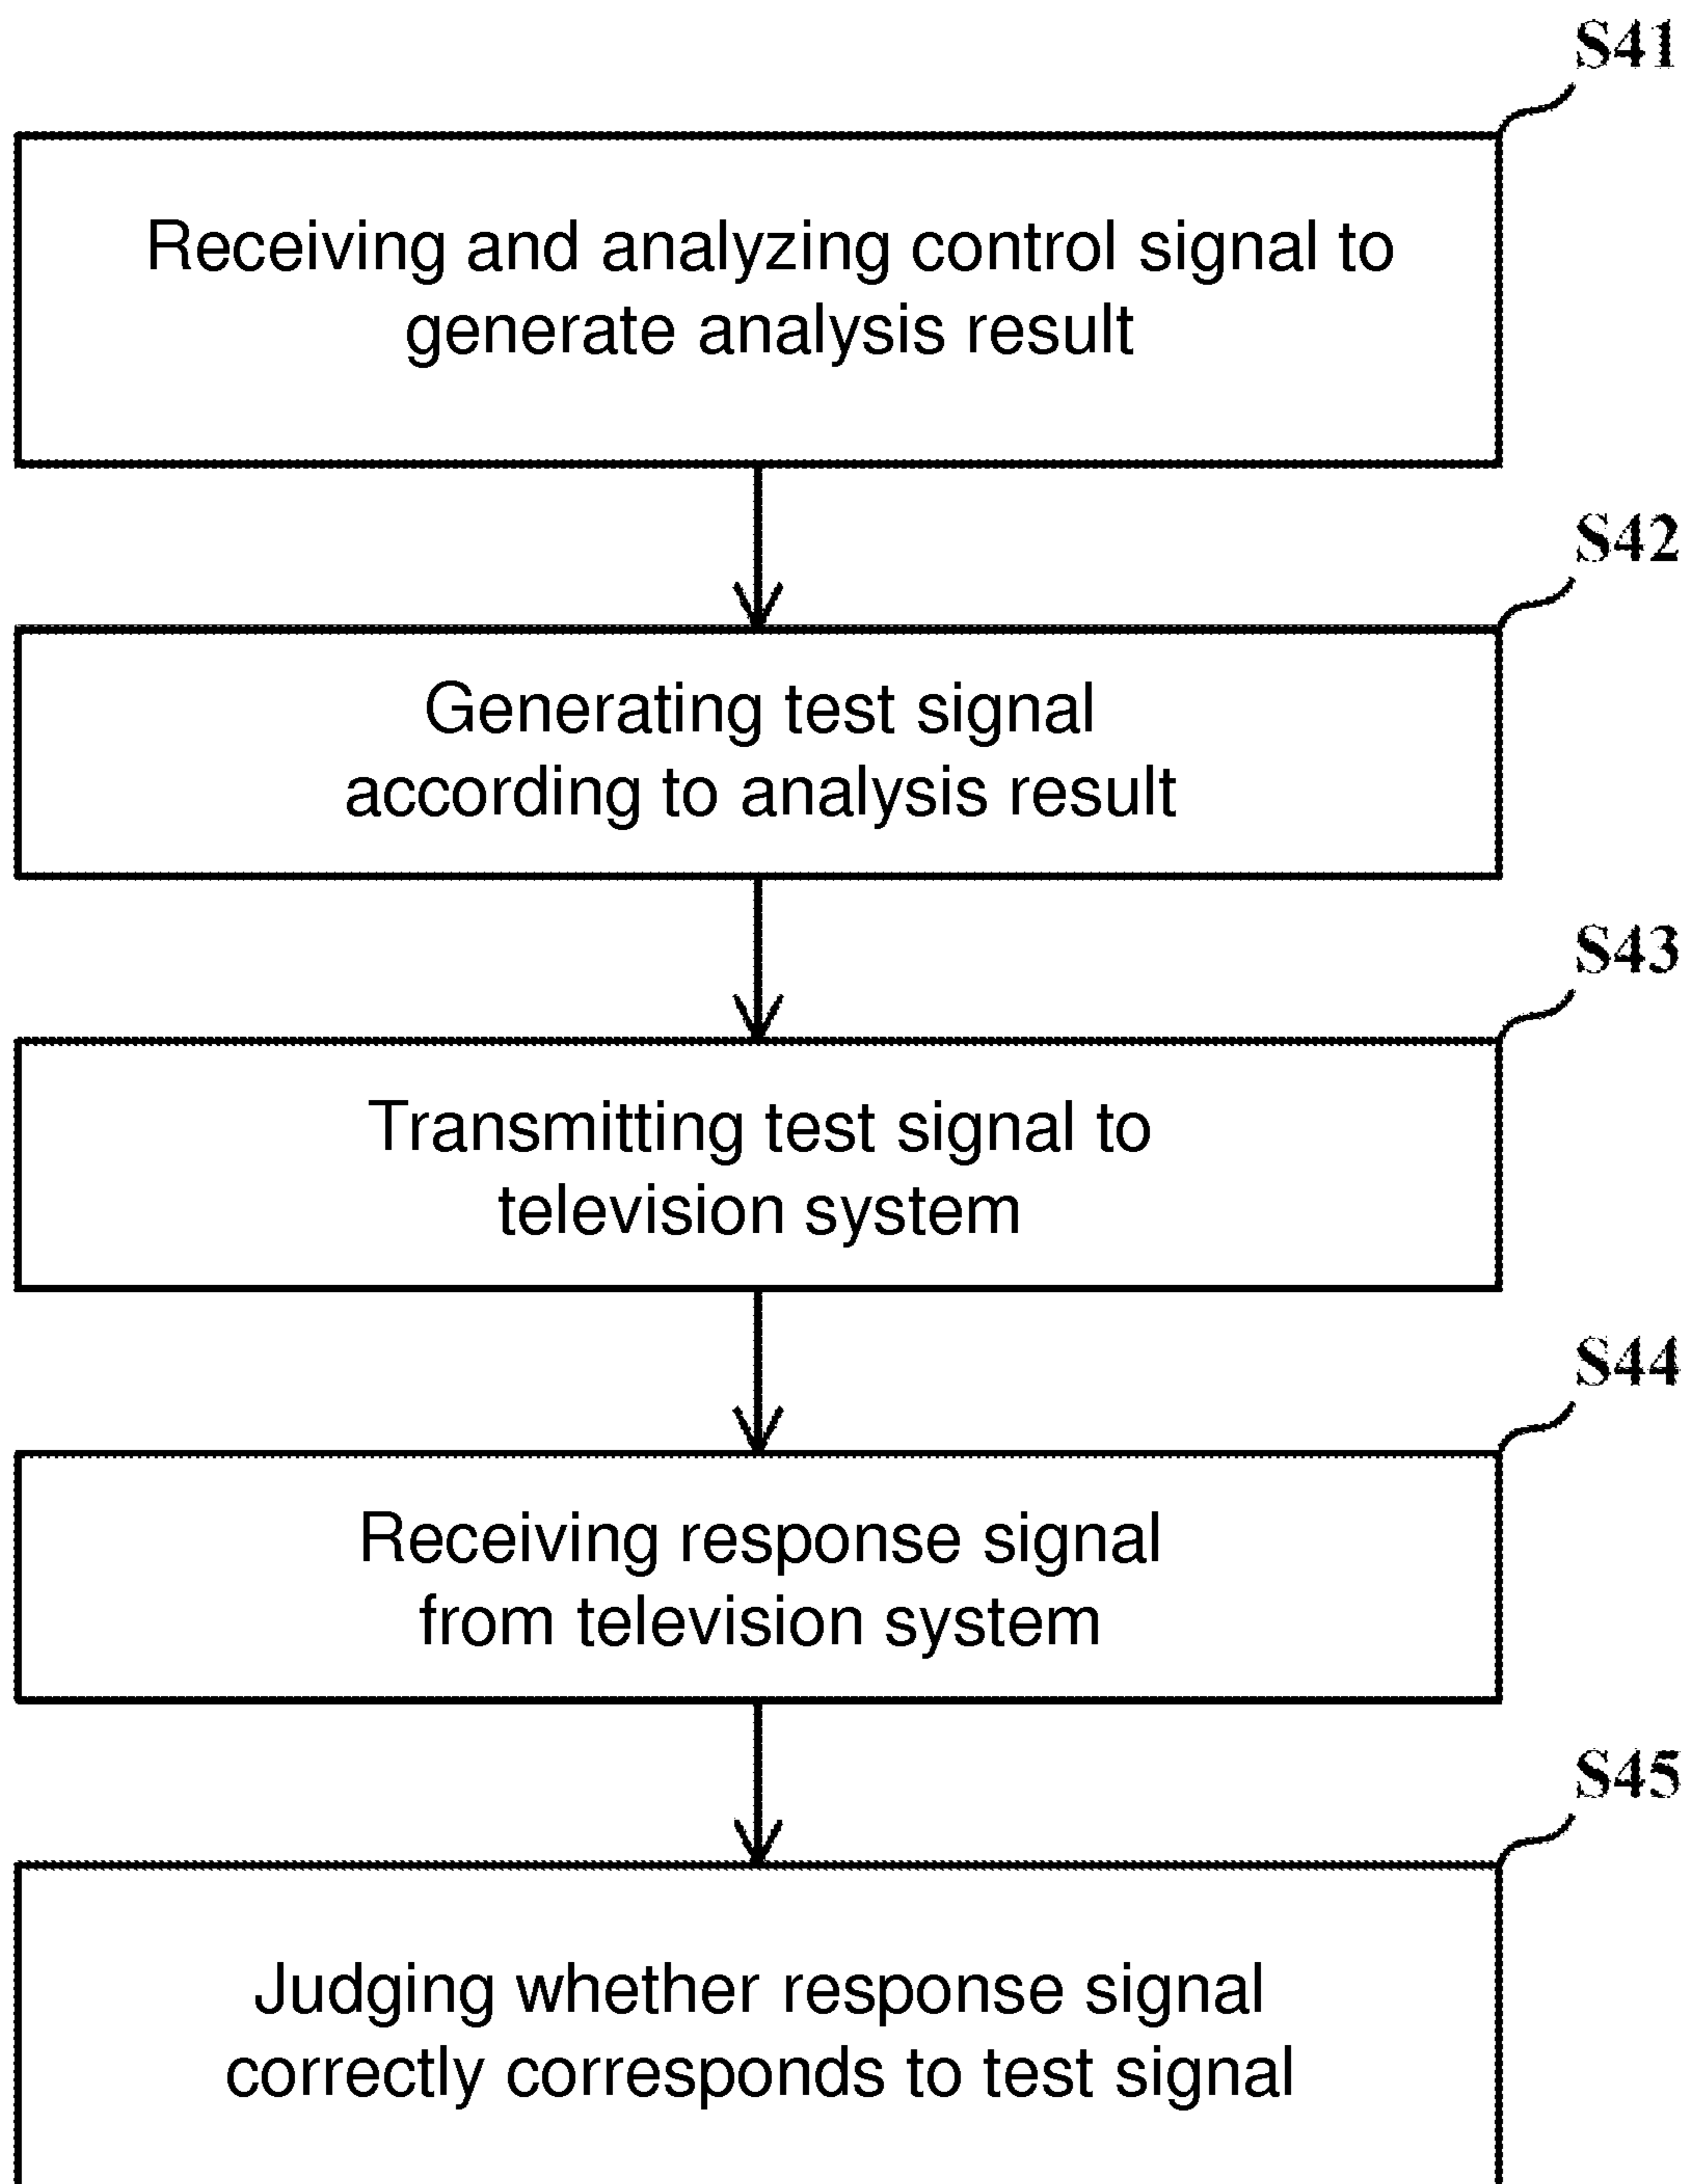 S41
Receiving and analyzing control signal to
generate analysis result
S42
Generating test signal
according to analysis result
S43
Transmitting test signal to
television system
S44
Receiving response signal
from television system
S45
Judging whether response signal
correctly corresponds to test signal